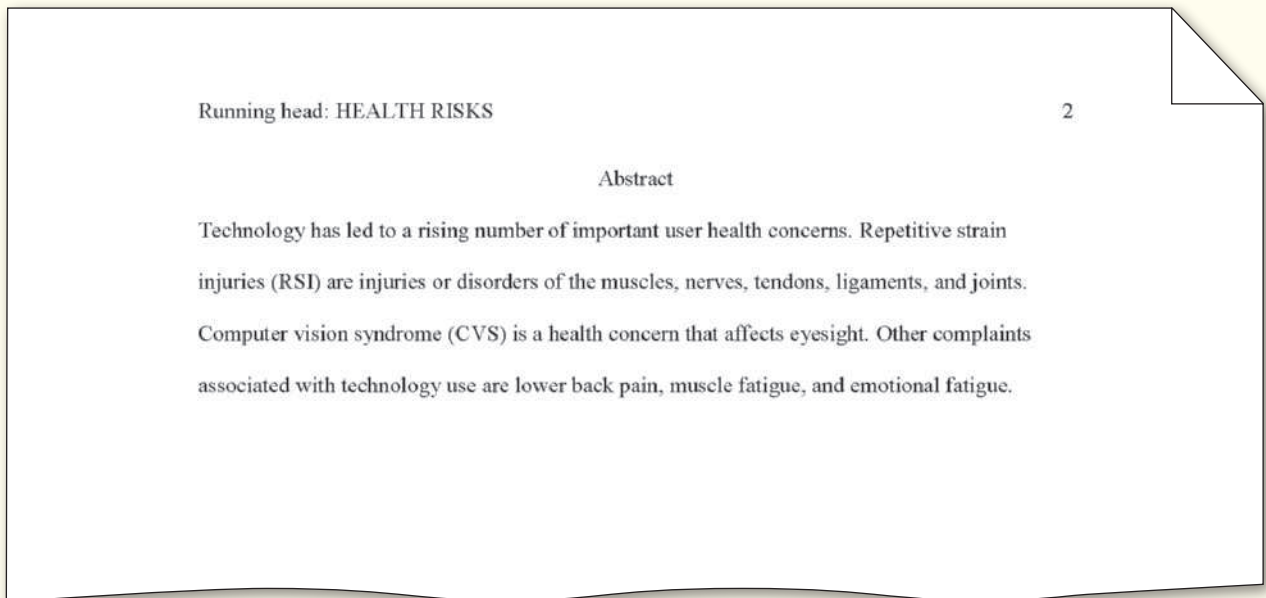 Running head: HEALTH RISKS 2
Abstract
Technology has led to a rising number of important user health concerns. Repetitive strain
injuries (RSI) are injuries or disorders of the muscles, nerves, tendons, ligaments, and joints.
Computer vision syndrome (CVS) is a health concern that affects eyesight. Other complaints
associated with technology use are lower back pain, muscle fatigue, and emotional fatigue.